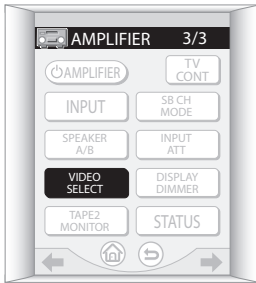 AMPLIFIER 3/3
AMPLIFIER
TV
CONT
INPUT
SB CH
MODE
SPEAKER
A/B
INPUT
ATT
VIDEO
SELECT
DISPLAY
DIMMER
TAPE2
MONITOR
STATUS